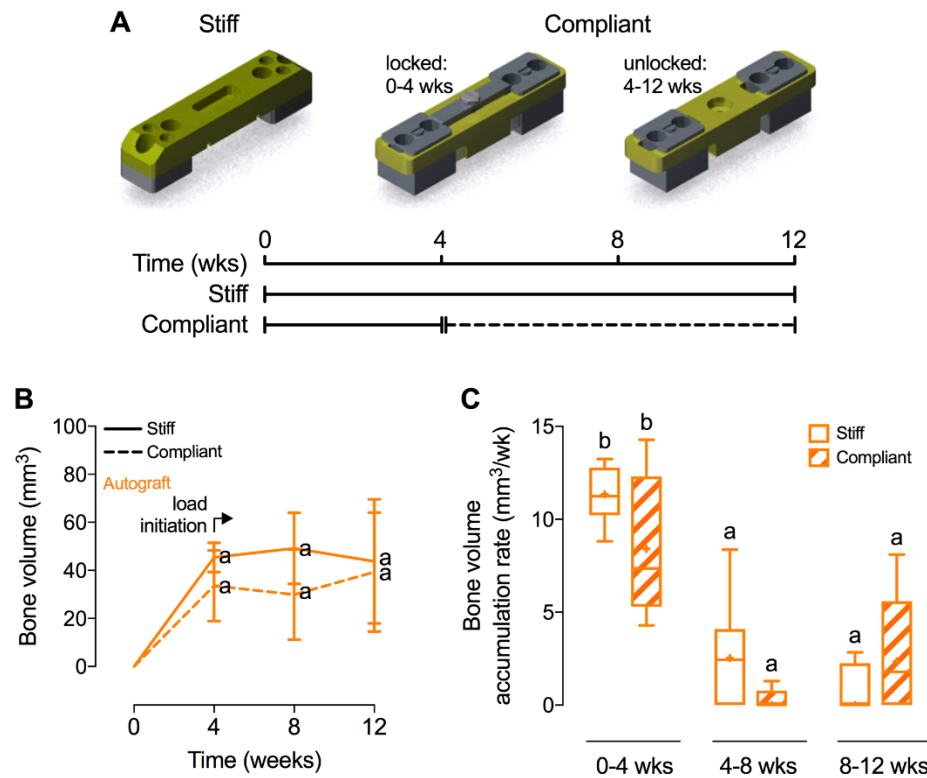 A
Stiff
Compliant
locked:
0-4 wks
unlocked:
4-12 wks
0 4 8 12
Time (wks)
Stiff
Compliant
B
Bone volume (mm³)
100
80
60
40
20
0
Stiff
Compliant
Autograft
load
initiation
a a a
a a a
0 4 8 12
Time (weeks)
C
Bone volume
accumulation rate (mm³/wk)
15
10
5
0
Stiff
Compliant
b b a a a a
0-4 wks 4-8 wks 8-12 wks